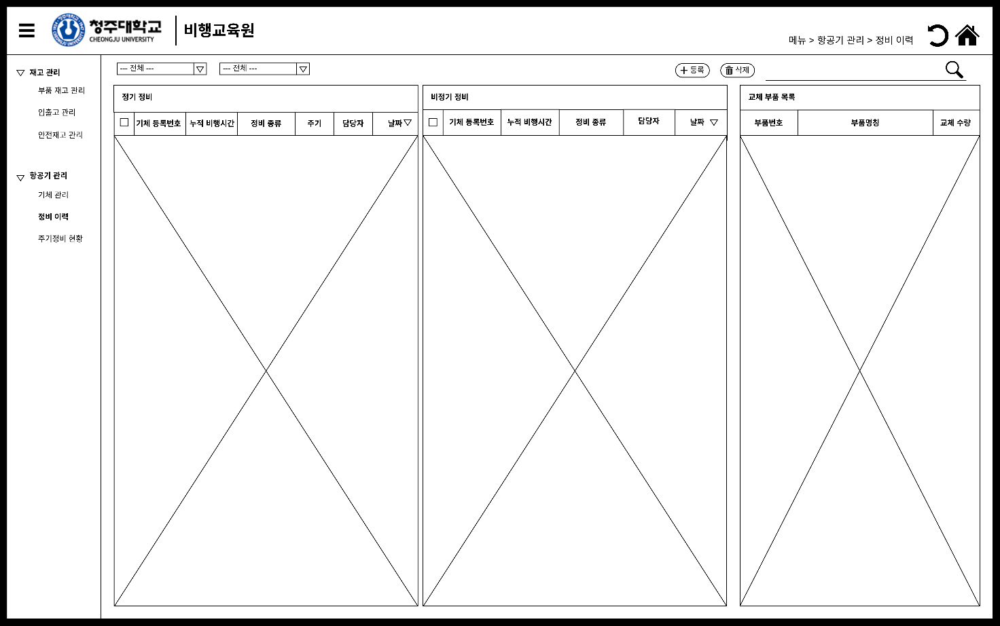 청주대학교
CHEONGJU UNIVERSITY
비행교육원
메뉴 > 항공기 관리 > 정비 이력
재고 관리
부품 재고 관리
입출고 관리
안전재고 관리
항공기 관리
기체 관리
정비 이력
주기정비 현황
--- 전체 ---
--- 전체 ---
등록
삭제
정기 정비
기체 등록번호 누적 비행시간 정비 종류 주기 담당자 날짜
비정기 정비
기체 등록번호 누적 비행시간 정비 종류 담당자 날짜
교체 부품 목록
부품번호 부품명칭 교체 수량